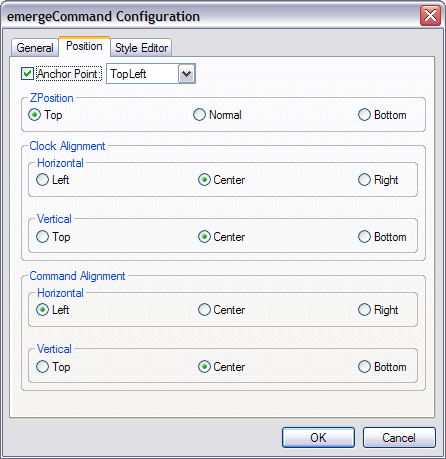 emergeCommand Configuration
General Position Style Editor
Anchor Point: TopLeft
ZPosition
Top Normal Bottom
Clock Alignment
Horizontal
Left Center Right
Vertical
Top Center Bottom
Command Alignment
Horizontal
Left Center Right
Vertical
Top Center Bottom
OK Cancel